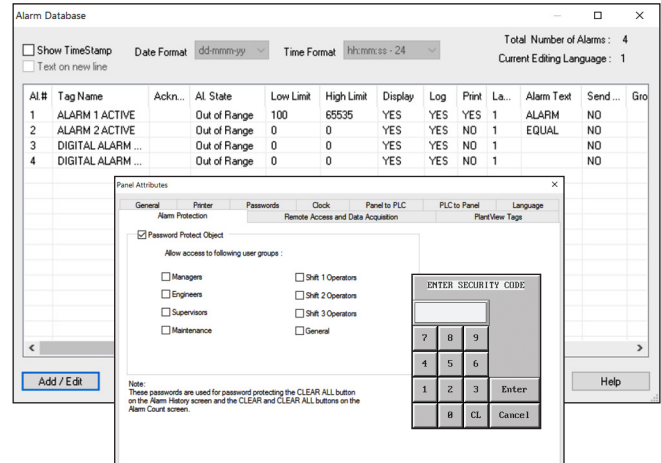 Alarm Database
Show TimeStamp Date Format dd-mmm-yy Time Format hh:mm:ss - 24 Total Number of Alarms : 4
Text on new line Current Editing Language : 1
Al.# Tag Name Ackn... Al. State Low Limit High Limit Display Log Print La... Alarm Text Send ... Gro
1 ALARM 1 ACTIVE Out of Range 100 65535 YES YES YES 1 ALARM NO
2 ALARM 2 ACTIVE Out of Range 0 0 YES YES NO 1 EQUAL NO
3 DIGITAL ALARM ... Out of Range 0 0 YES YES NO 1 NO
4 DIGITAL ALARM ... Out of Range 0 0 YES YES NO 1 NO
Add / Edit Help
Panel Attributes
General Printer Passwords Clock Panel to PLC PLC to Panel Language
Alarm Protection Remote Access and Data Acquisition PlantView Tags
Password Protect Object
Allow access to following user groups :
Managers Shift 1 Operators
Engineers Shift 2 Operators
Supervisors Shift 3 Operators
Maintenance General
Note:
These passwords are used for password protecting the CLEAR ALL button
on the Alarm History screen and the CLEAR and CLEAR ALL buttons on the
Alarm Count screen.
ENTER SECURITY CODE
7 8 9
4 5 6
1 2 3 Enter
0 CL Cancel